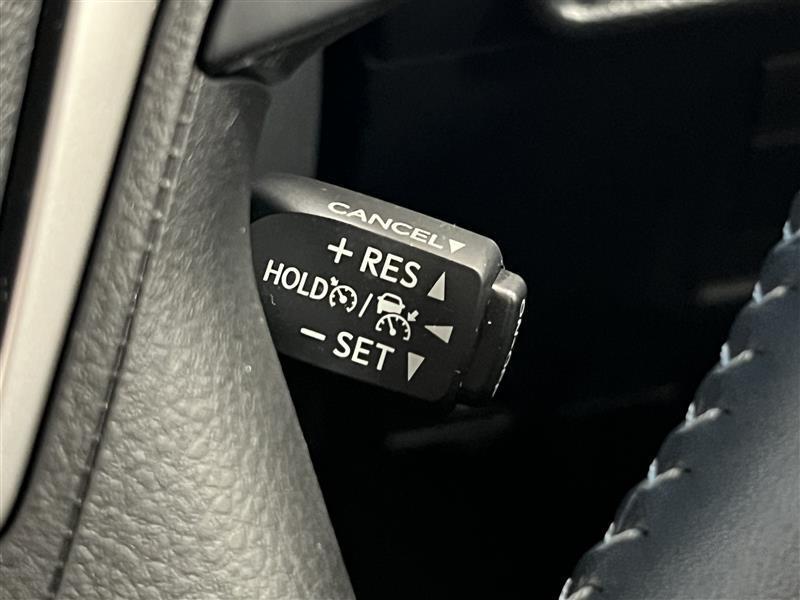 CANCEL▼
+RES▲
HOLD / ◀
-SET▼